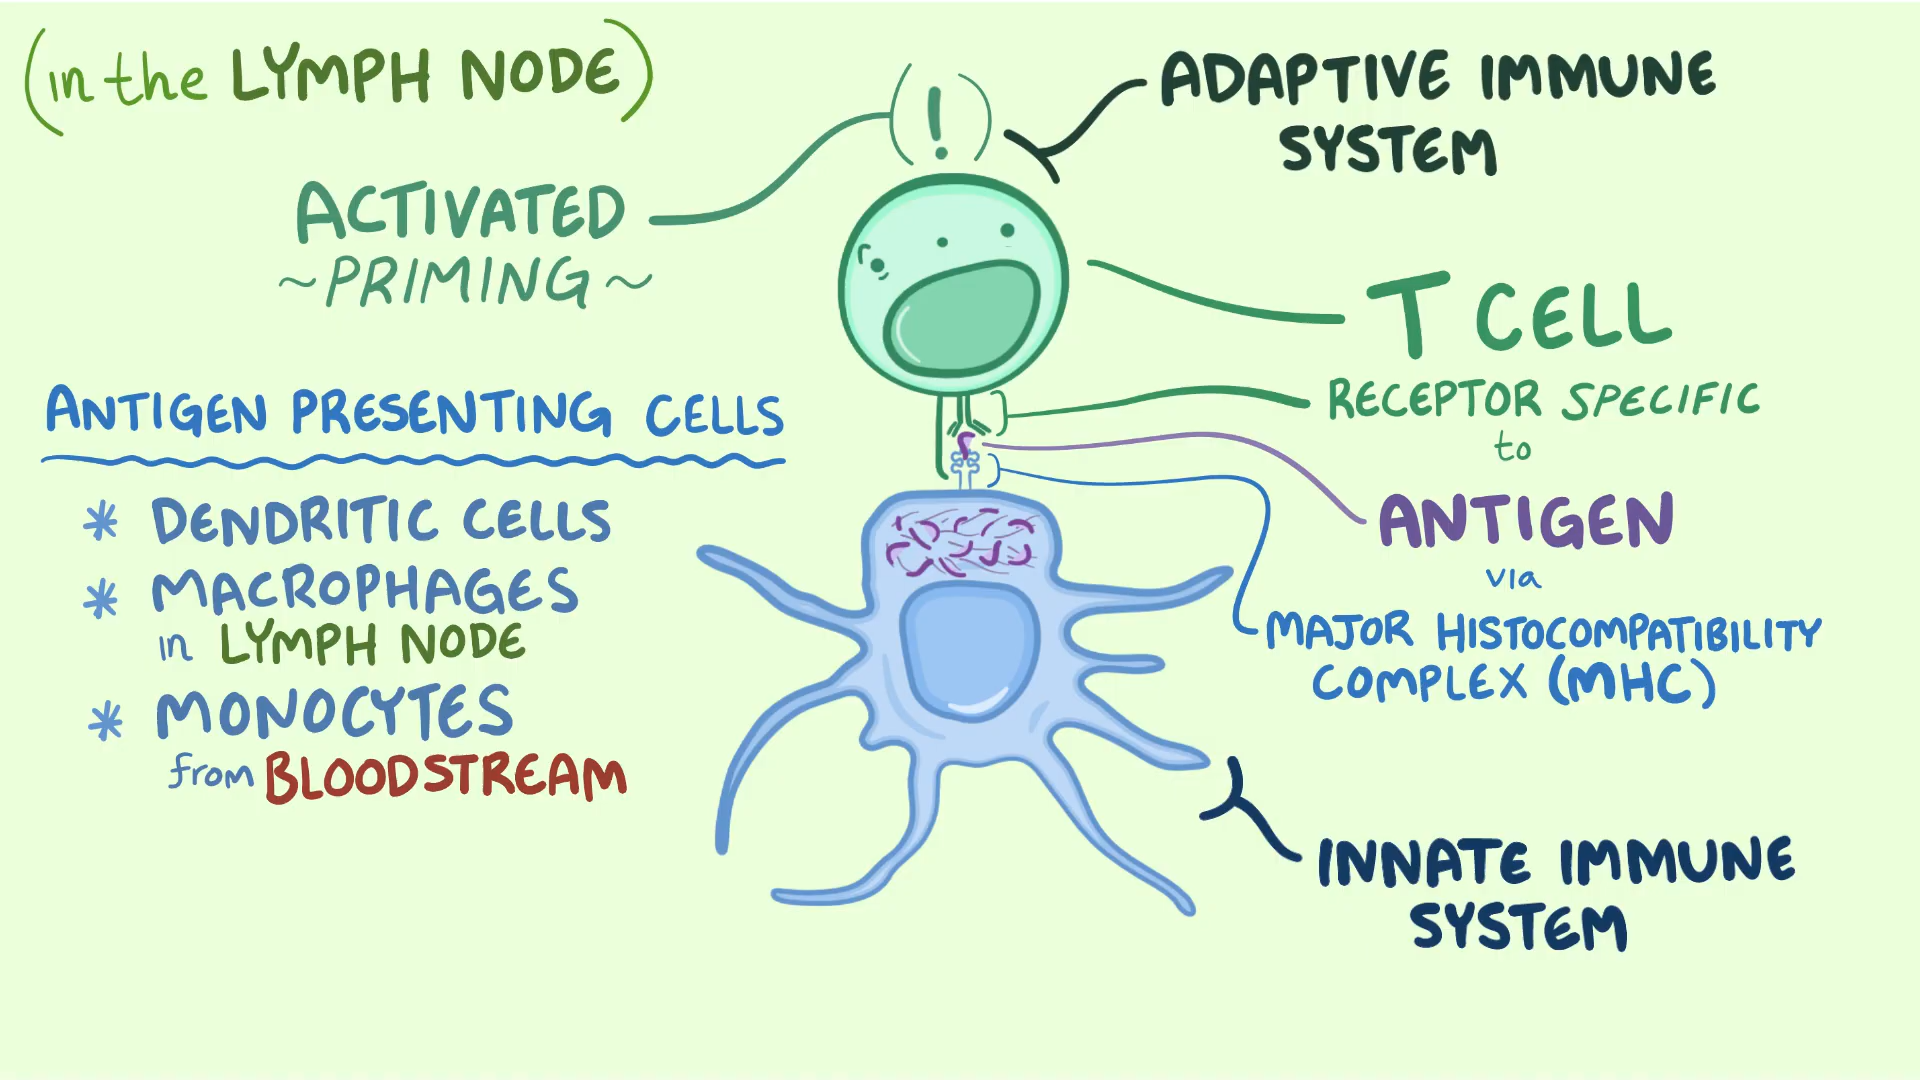 (in the LYMPH NODE)
ACTIVATED
~PRIMING~
ANTIGEN PRESENTING CELLS
* DENDRITIC CELLS
* MACROPHAGES
in LYMPH NODE
* MONOCYTES
from BLOODSTREAM
!
ADAPTIVE IMMUNE
SYSTEM
T CELL
RECEPTOR SPECIFIC
to
ANTIGEN
via
MAJOR HISTOCOMPATIBILITY
COMPLEX (MHC)
INNATE IMMUNE
SYSTEM